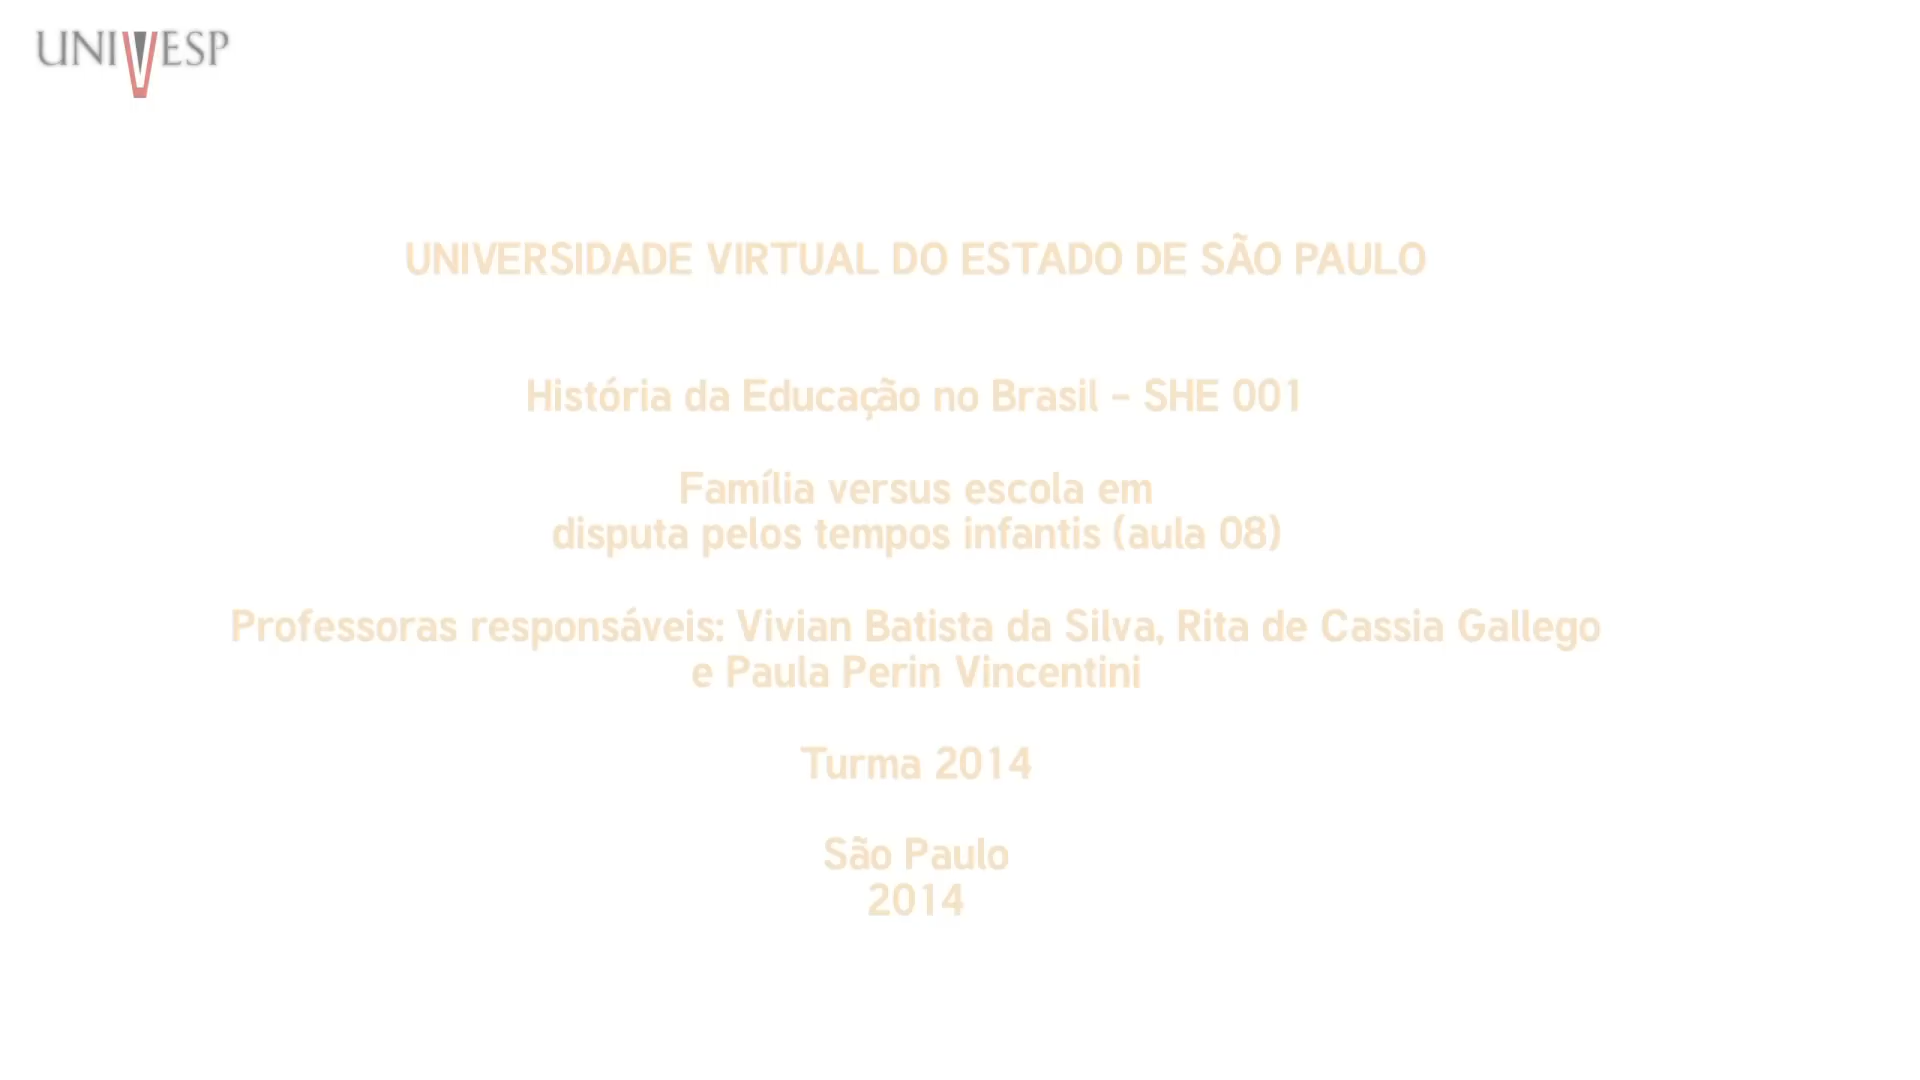 UNIVESP
UNIVERSIDADE VIRTUAL DO ESTADO DE SÃO PAULO
História da Educação no Brasil - SHE 001
Família versus escola em
disputa pelos tempos infantis (aula 08)
Professoras responsáveis: Vivian Batista da Silva, Rita de Cassia Gallego
e Paula Perin Vincentini
Turma 2014
São Paulo
2014